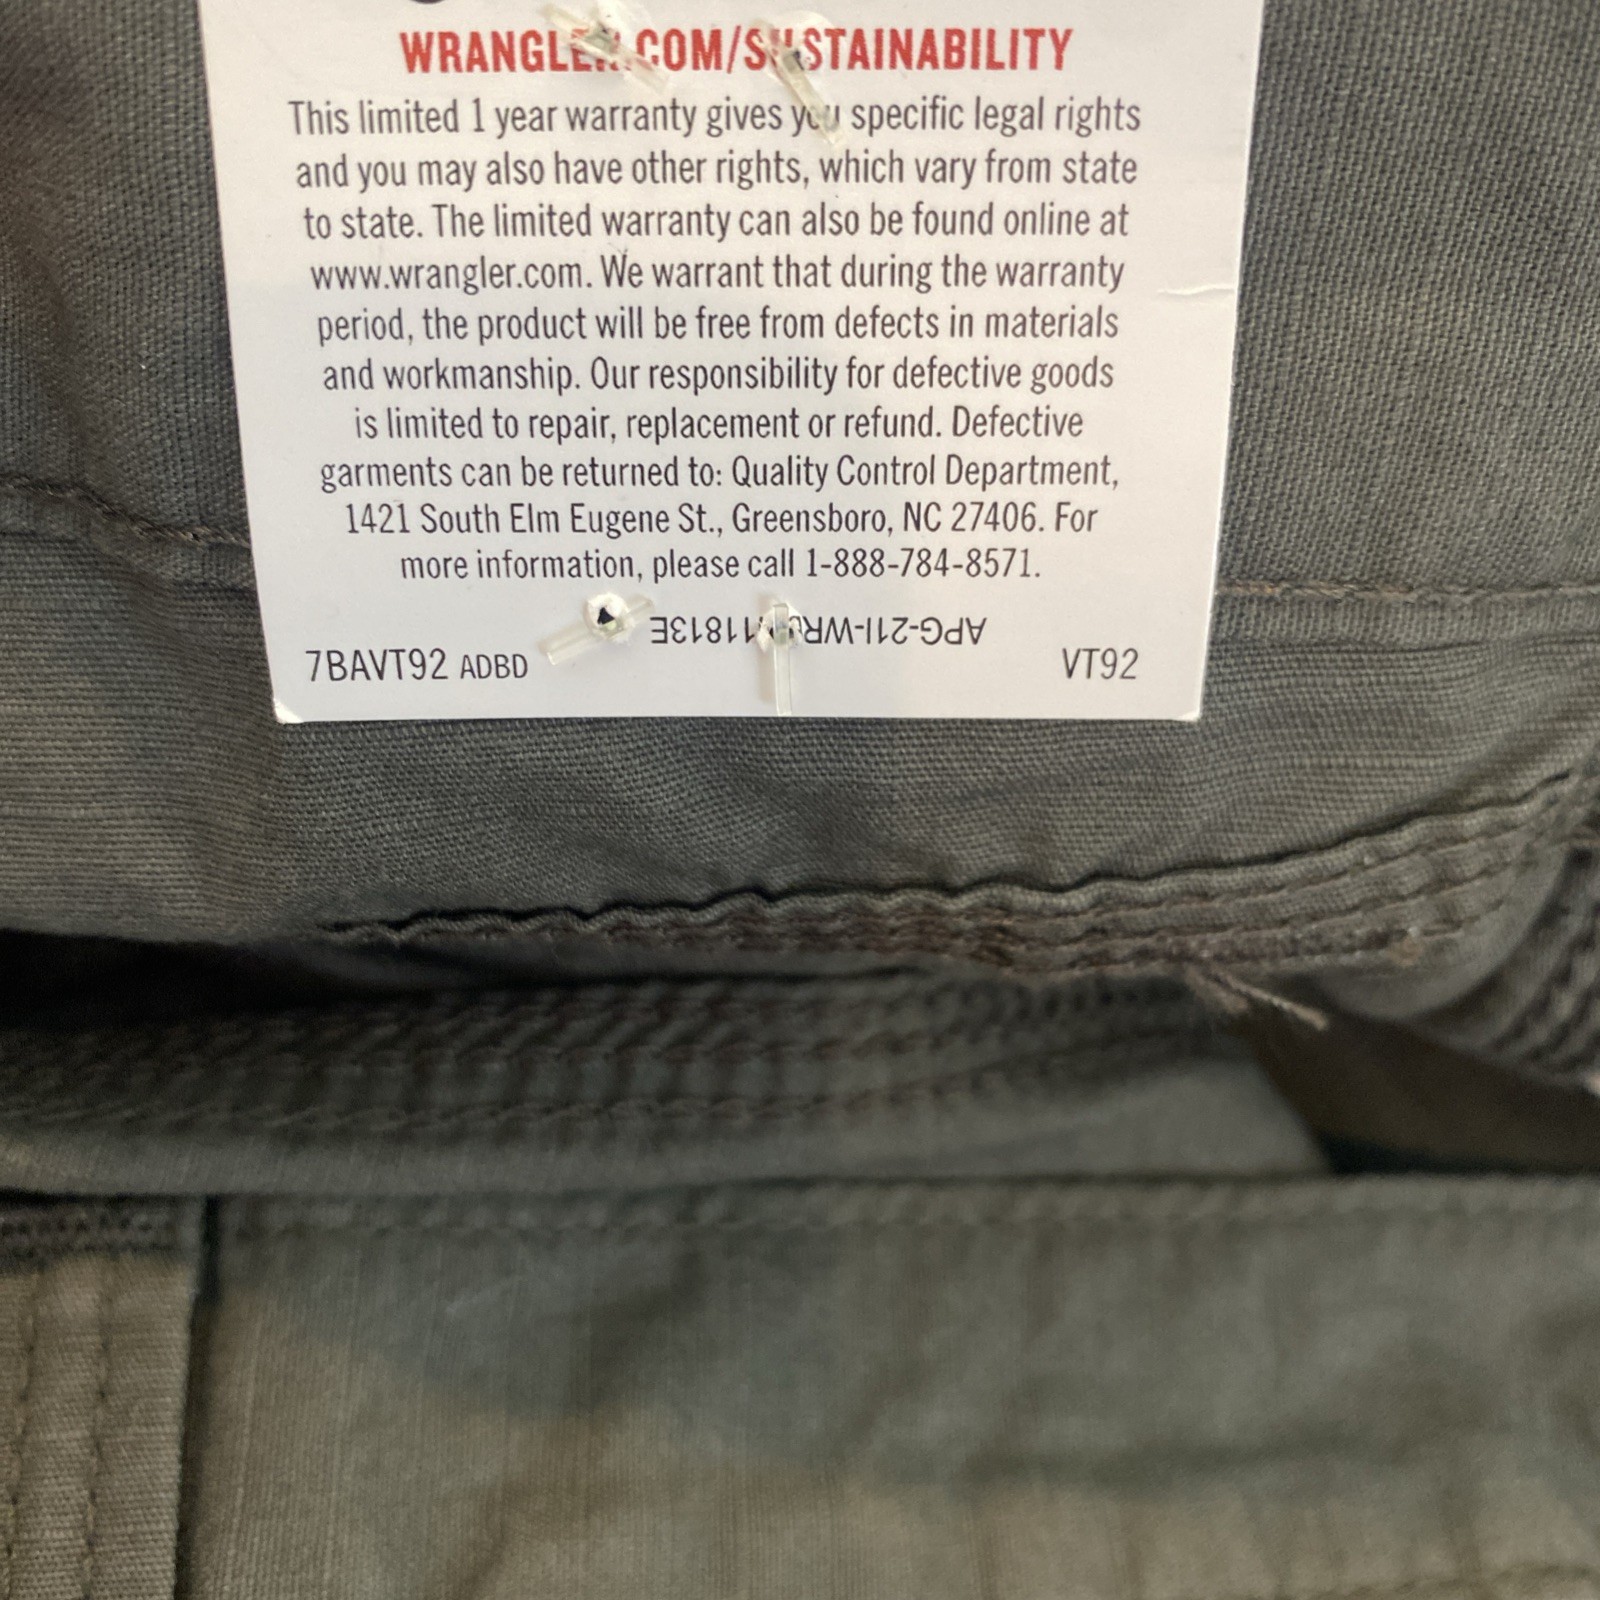 WRANGLER.COM/SUSTAINABILITY
This limited 1 year warranty gives you specific legal rights
and you may also have other rights, which vary from state
to state. The limited warranty can also be found online at
www.wrangler.com. We warrant that during the warranty
period, the product will be free from defects in materials
and workmanship. Our responsibility for defective goods
is limited to repair, replacement or refund. Defective
garments can be returned to: Quality Control Department,
1421 South Elm Eugene St., Greensboro, NC 27406. For
more information, please call 1-888-784-8571.
7BAVT92 ADBD
VT92